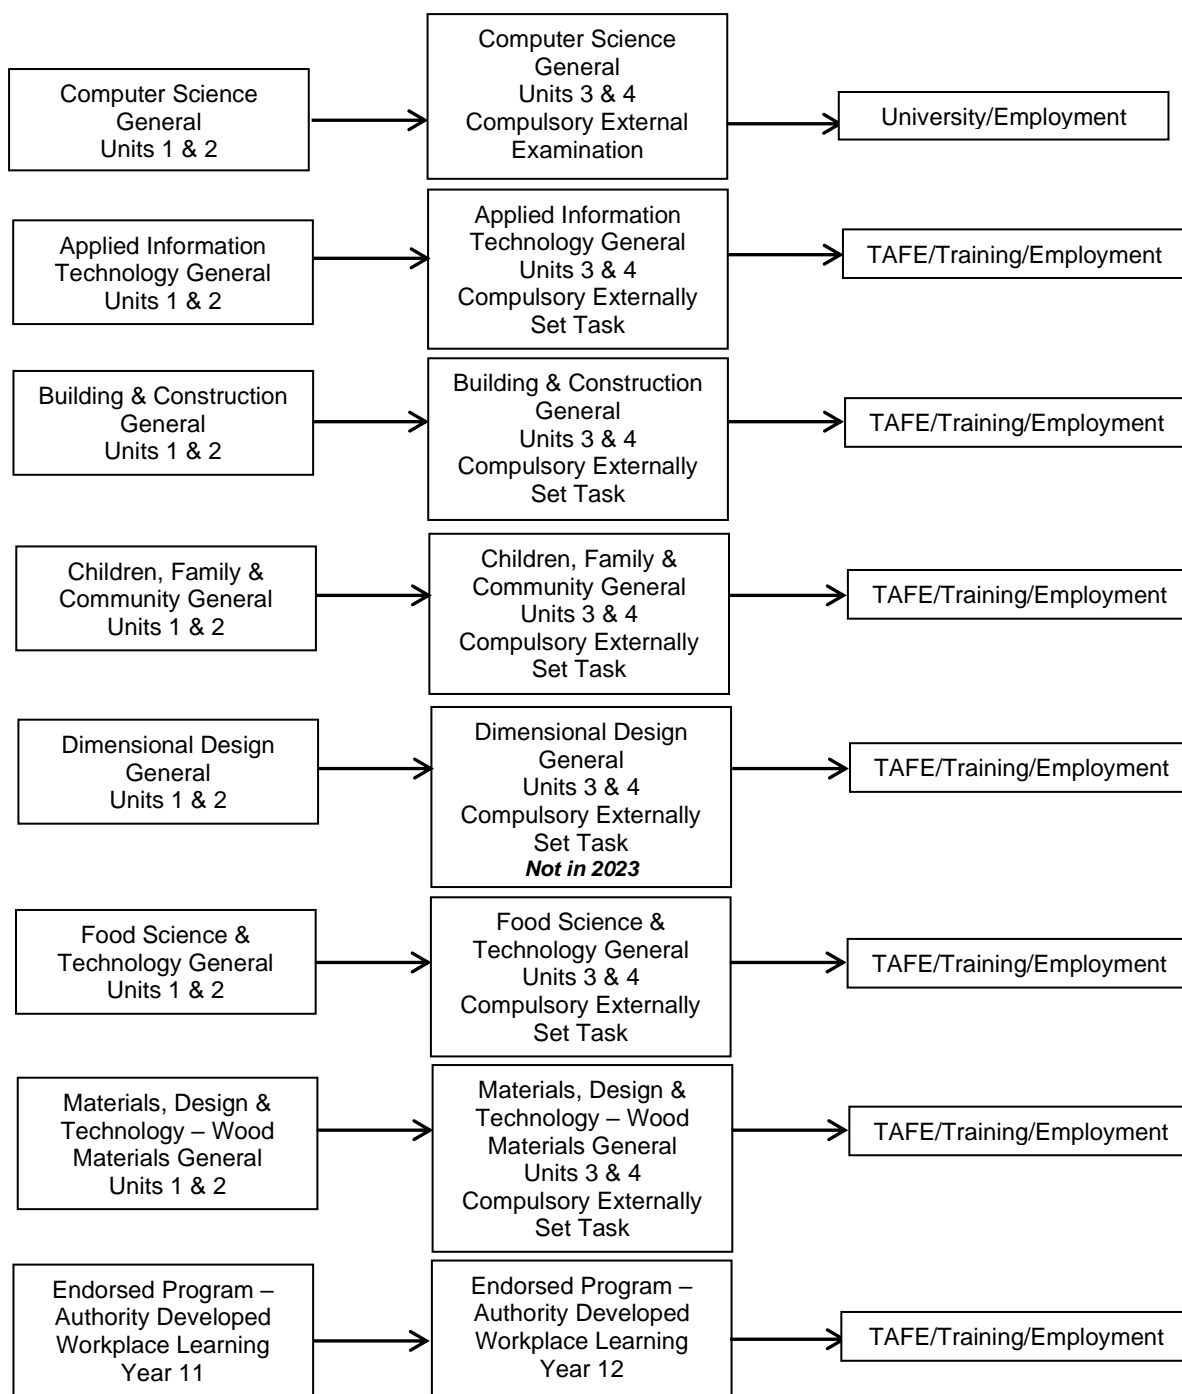 Computer Science
General
Units 1 & 2
Computer Science
General
Units 3 & 4
Compulsory External
Examination
University/Employment
Applied Information
Technology General
Units 1 & 2
Applied Information
Technology General
Units 3 & 4
Compulsory Externally
Set Task
TAFE/Training/Employment
Building & Construction
General
Units 1 & 2
Building & Construction
General
Units 3 & 4
Compulsory Externally
Set Task
TAFE/Training/Employment
Children, Family &
Community General
Units 1 & 2
Children, Family &
Community General
Units 3 & 4
Compulsory Externally
Set Task
TAFE/Training/Employment
Dimensional Design
General
Units 1 & 2
Dimensional Design
General
Units 3 & 4
Compulsory Externally
Set Task
Not in 2023
TAFE/Training/Employment
Food Science &
Technology General
Units 1 & 2
Food Science &
Technology General
Units 3 & 4
Compulsory Externally
Set Task
TAFE/Training/Employment
Materials, Design &
Technology – Wood
Materials General
Units 1 & 2
Materials, Design &
Technology – Wood
Materials General
Units 3 & 4
Compulsory Externally
Set Task
TAFE/Training/Employment
Endorsed Program –
Authority Developed
Workplace Learning
Year 11
Endorsed Program –
Authority Developed
Workplace Learning
Year 12
TAFE/Training/Employment